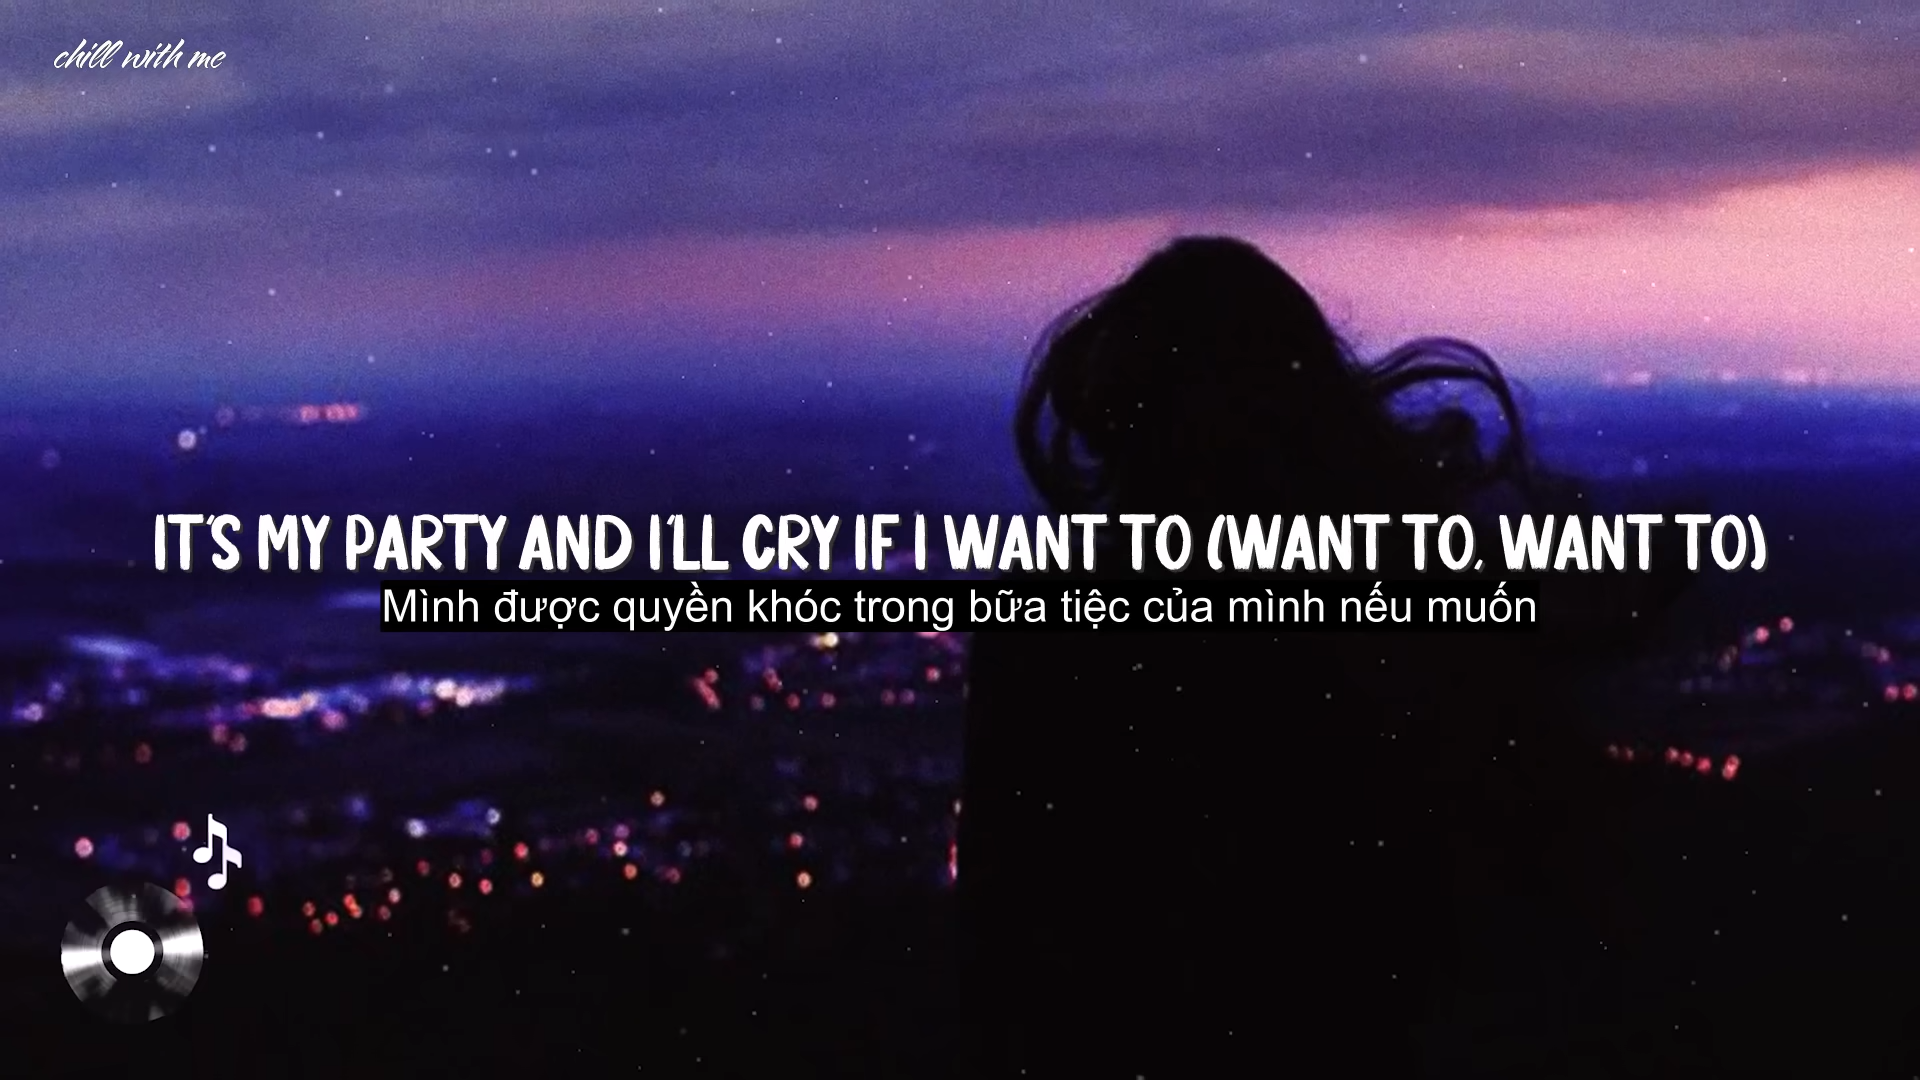 chill with me
IT'S MY PARTY AND I'LL CRY IF I WANT TO (WANT TO, WANT TO)
Mình được quyền khóc trong bữa tiệc của mình nếu muốn